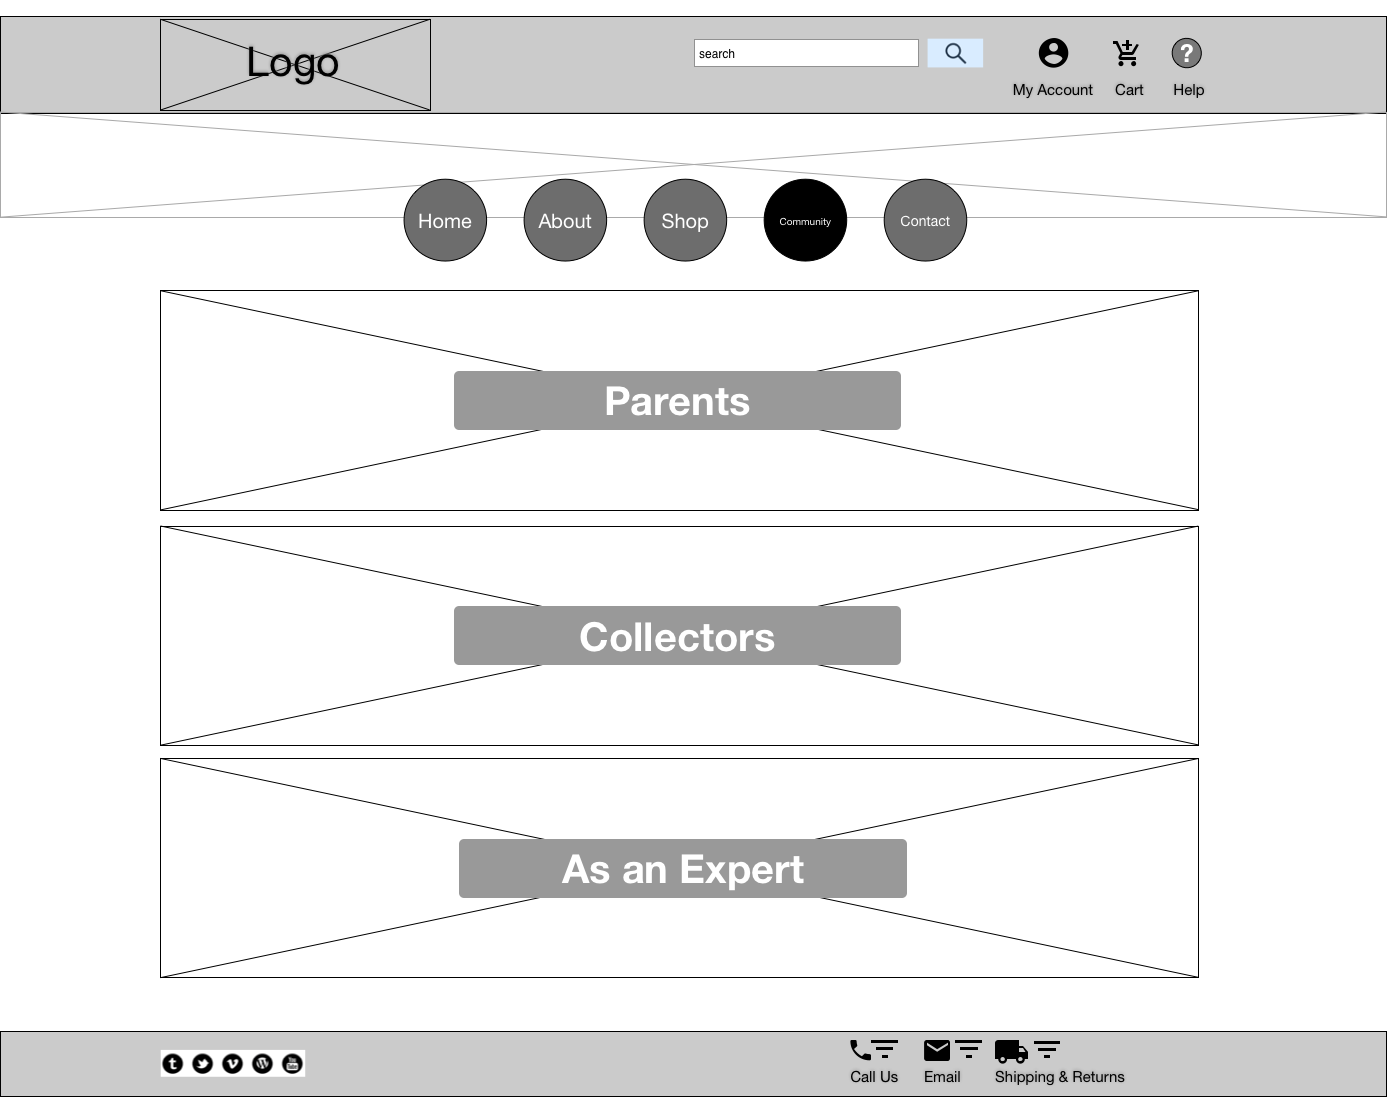 Logo
search
My Account
Cart
Help
Home
About
Shop
Community
Contact
Parents
Collectors
As an Expert
Call Us
Email
Shipping & Returns